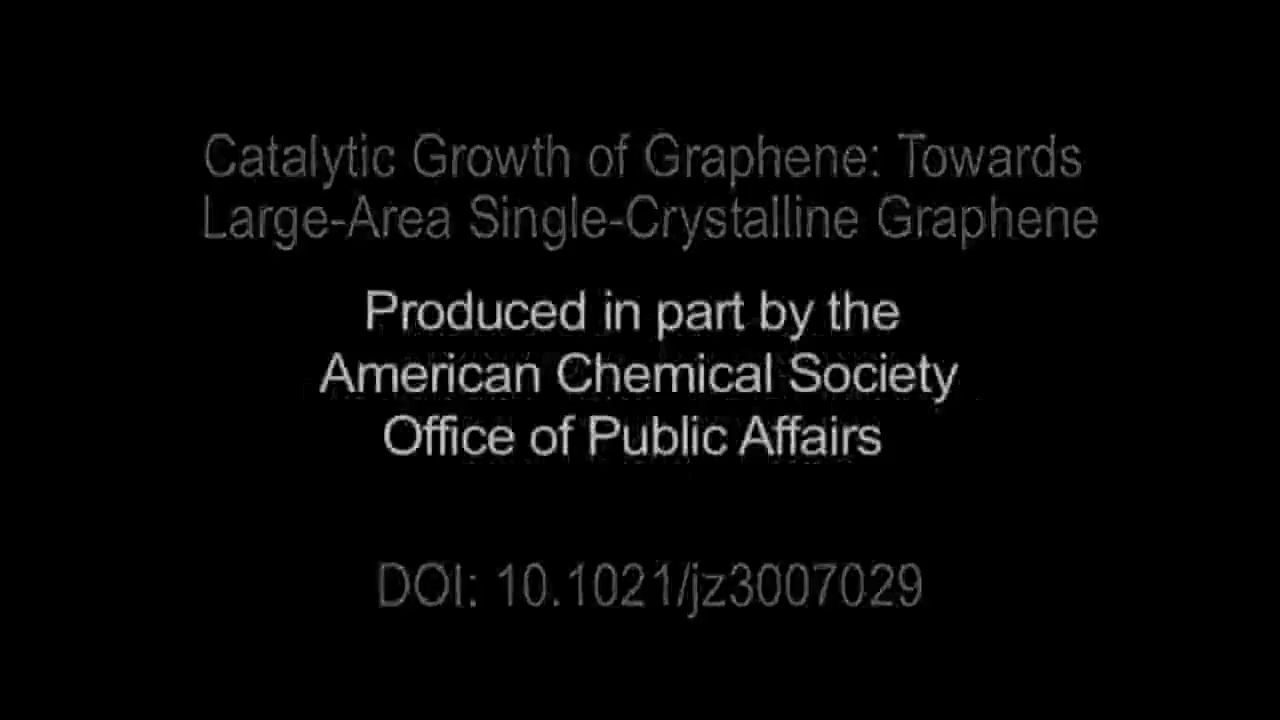 Catalytic Growth of Graphene: Towards
Large-Area Single-Crystalline Graphene
Produced in part by the
American Chemical Society
Office of Public Affairs
DOI: 10.1021/jz3007029